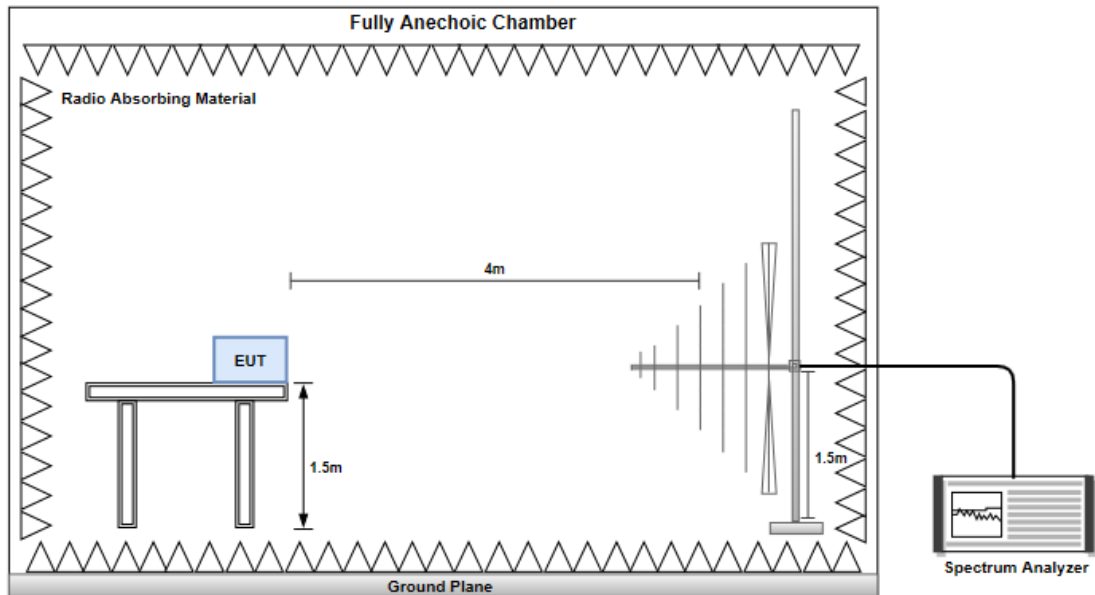 Fully Anechoic Chamber
Radio Absorbing Material
4m
EUT
1.5m
1.5m
Spectrum Analyzer
Ground Plane